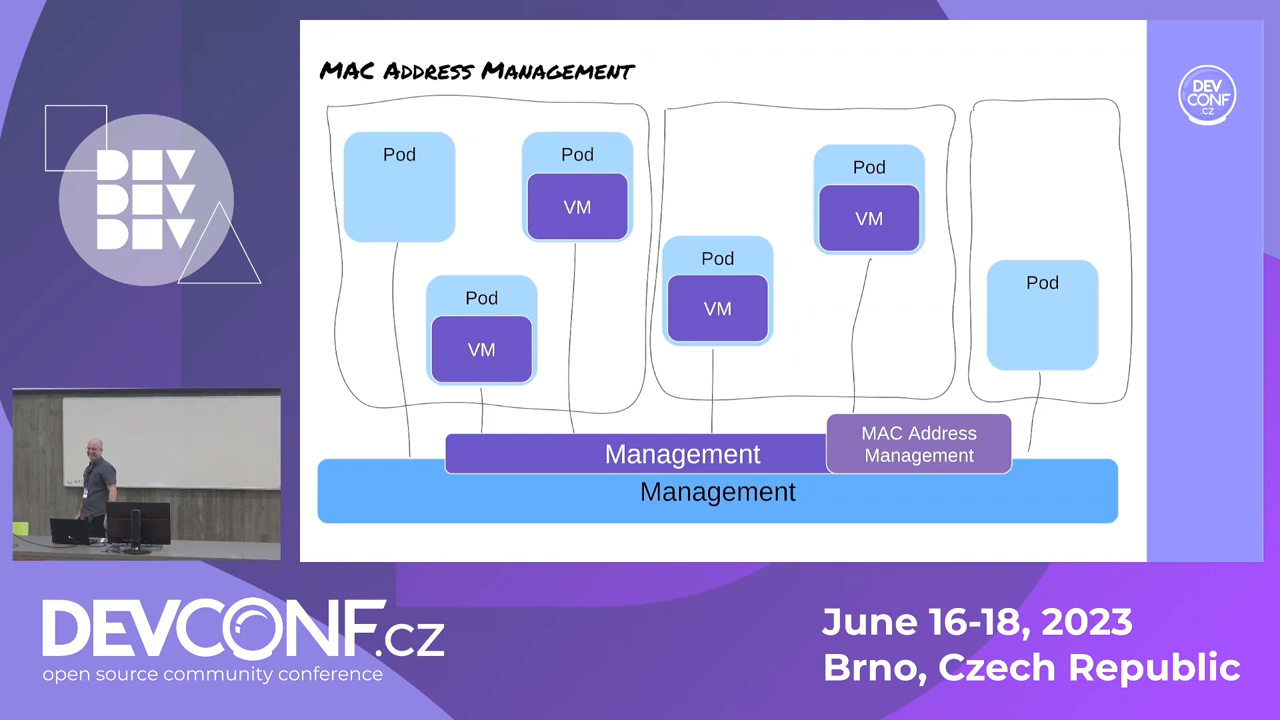 MAC Address Management
Pod
Pod
VM
Pod
VM
Pod
VM
Pod
VM
Pod
Management
MAC Address
Management
Management
DEV
CONF
.CZ
DEV
DEV
DEV
DEVCONF.cz
open source community conference
June 16-18, 2023
Brno, Czech Republic